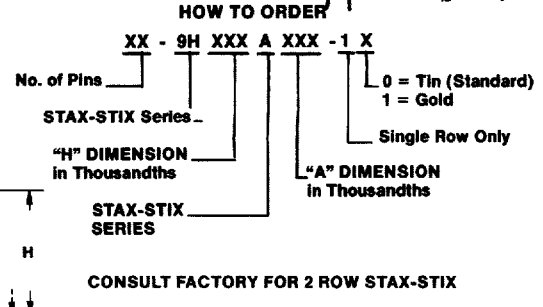 HOW TO ORDER
XX - 9H XXX A XXX - 1 X
No. of Pins
0 = Tin (Standard)
1 = Gold
STAX-STIX Series
Single Row Only
"H" DIMENSION
in Thousandths
"A" DIMENSION
in Thousandths
STAX-STIX
SERIES
H
CONSULT FACTORY FOR 2 ROW STAX-STIX